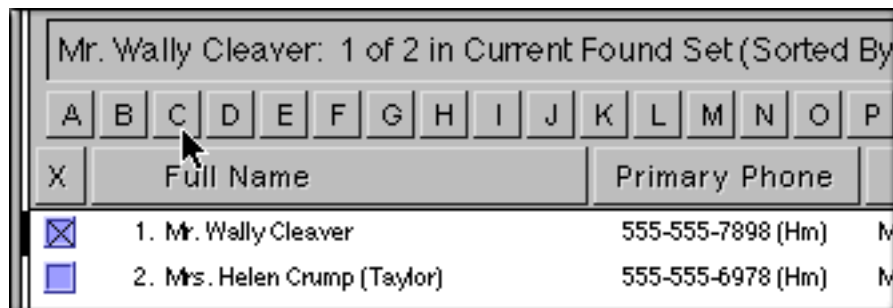 Mr. Wally Cleaver: 1 of 2 in Current Found Set (Sorted By
A B C D E F G H I J K L M N O P
X Full Name Primary Phone
1. Mr. Wally Cleaver 555-555-7898 (Hm)
2. Mrs. Helen Crump (Taylor) 555-555-6978 (Hm)